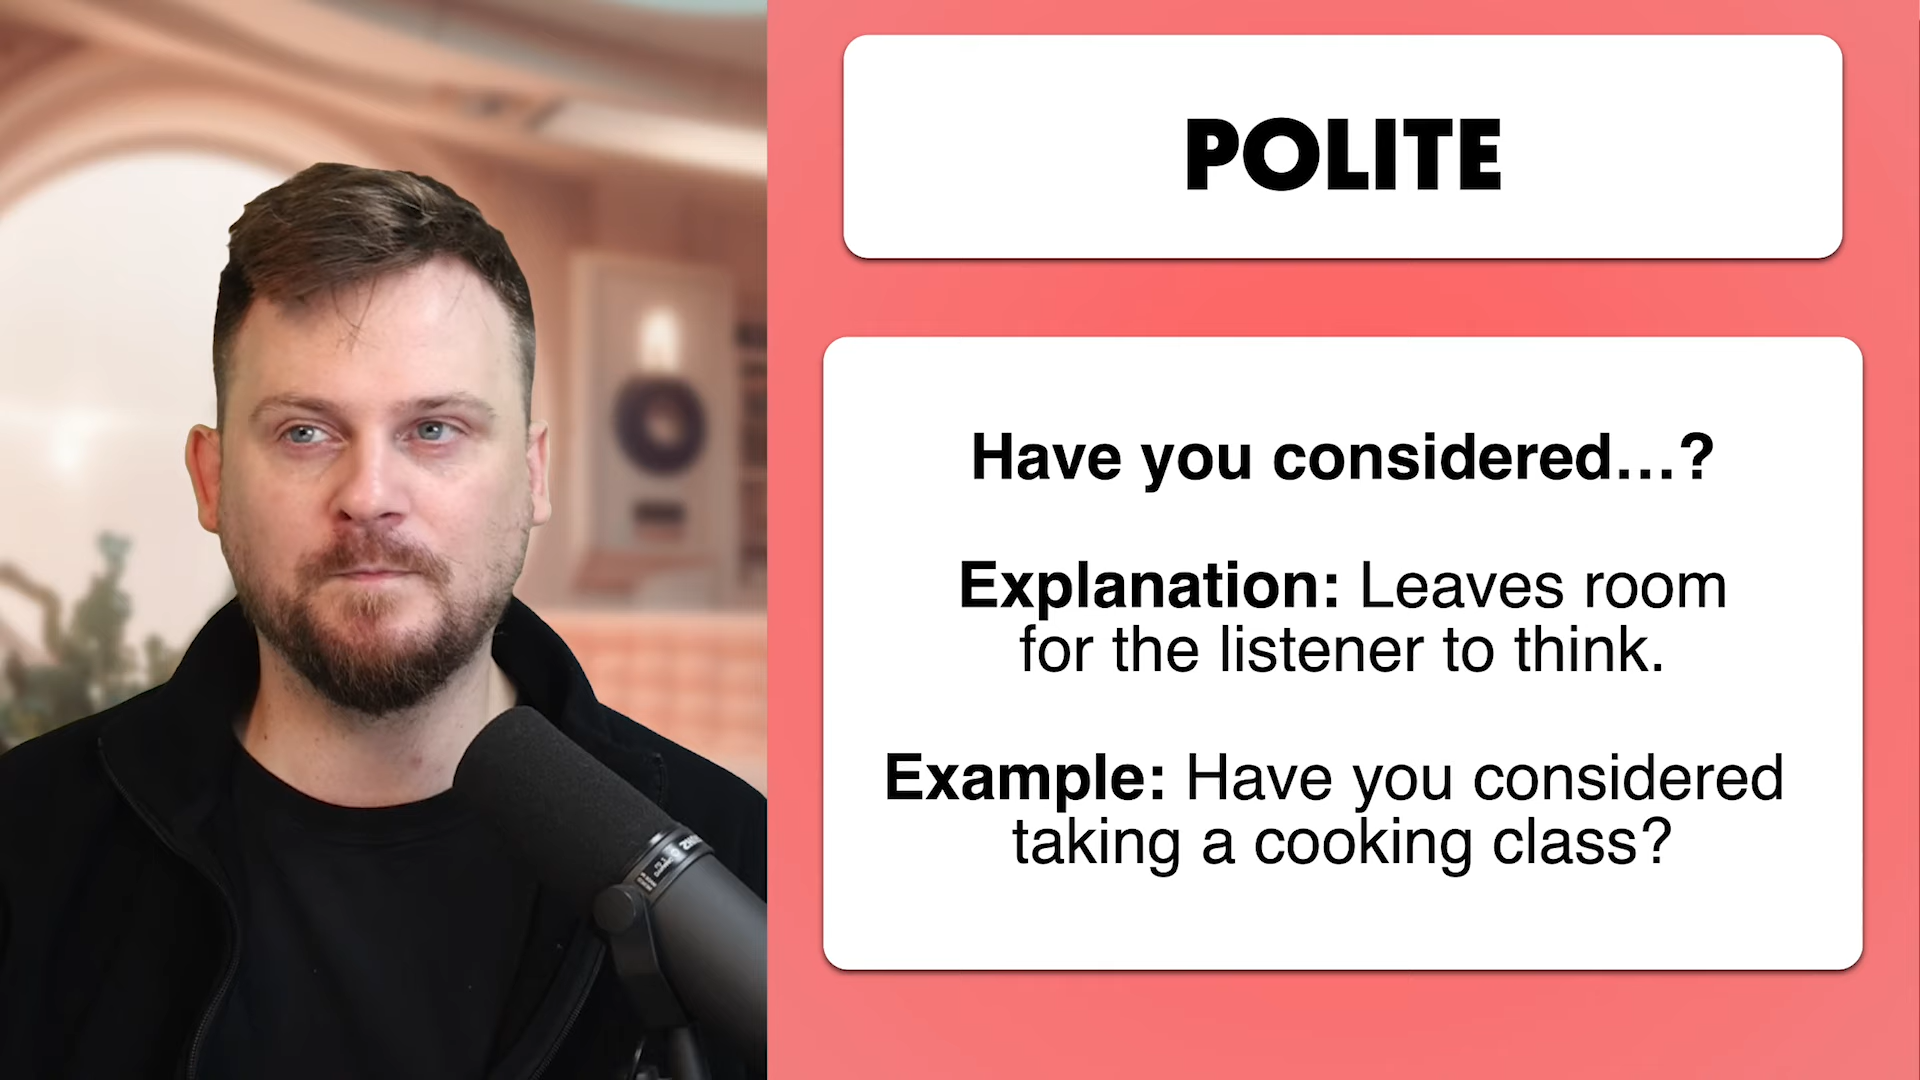 POLITE
Have you considered...?
Explanation: Leaves room
for the listener to think.
Example: Have you considered
taking a cooking class?